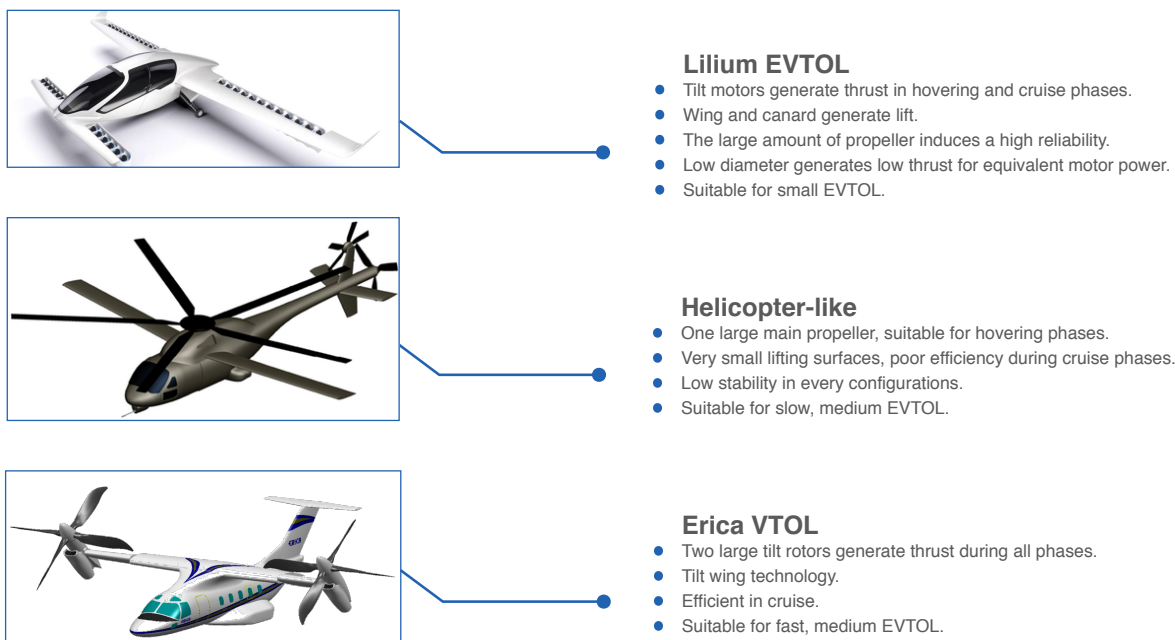 Lilium EVTOL
Tilt motors generate thrust in hovering and cruise phases.
Wing and canard generate lift.
The large amount of propeller induces a high reliability.
Low diameter generates low thrust for equivalent motor power.
Suitable for small EVTOL.
Helicopter-like
One large main propeller, suitable for hovering phases.
Very small lifting surfaces, poor efficiency during cruise phases.
Low stability in every configurations.
Suitable for slow, medium EVTOL.
Erica VTOL
Two large tilt rotors generate thrust during all phases.
Tilt wing technology.
Efficient in cruise.
Suitable for fast, medium EVTOL.